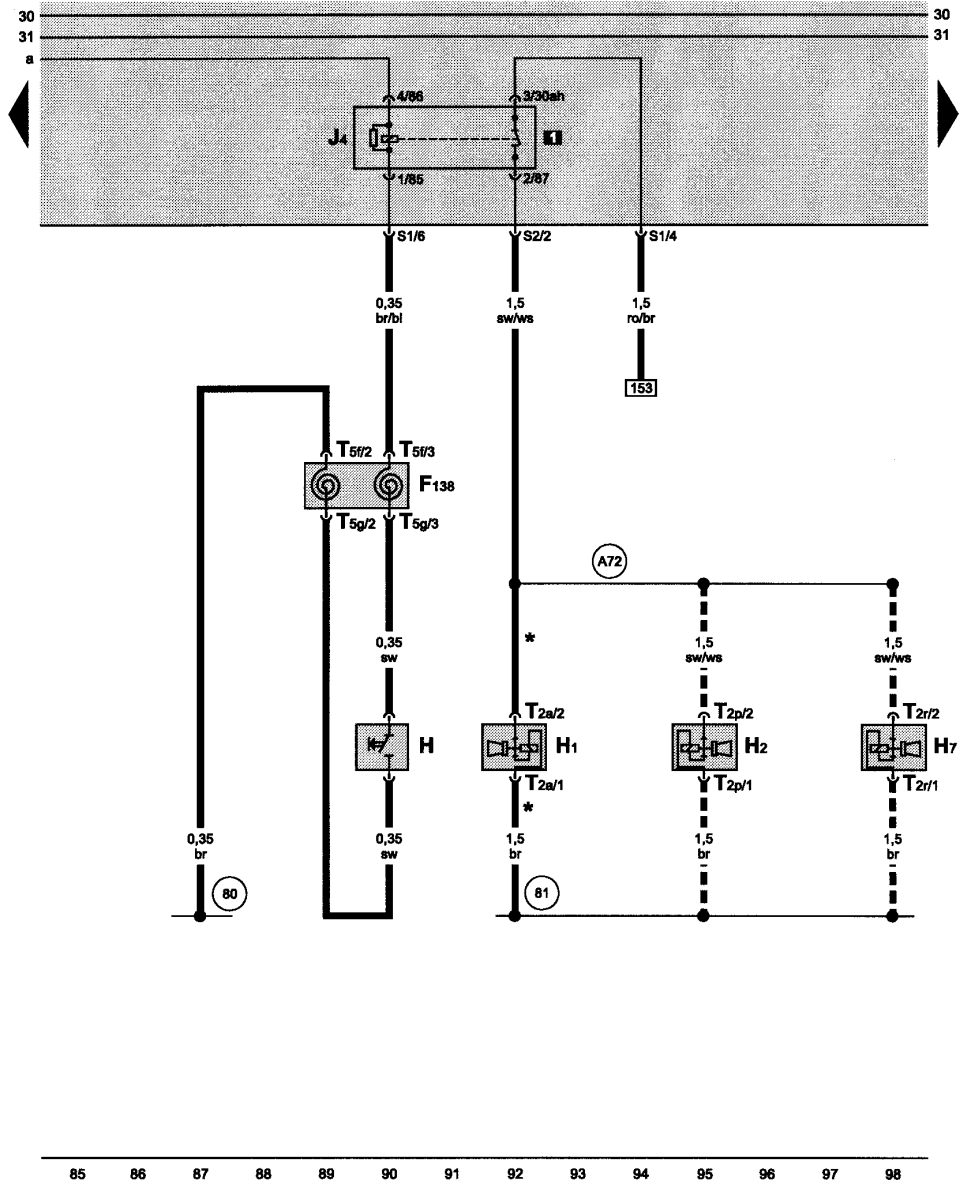 30 30
31 31
a
4/86 3/30ah
J4 1
1/85 2/87
S1/6 S2/2 S1/4
0,35 1,5 1,5
br/bl sw/ws ro/br
153
T5f/2 T5f/3
F138
T5g/2 T5g/3
A72
*
0,35 1,5 1,5
sw sw/ws sw/ws
T2a/2 T2p/2 T2r/2
H H1 H2 H7
T2a/1 T2p/1 T2r/1
*
0,35 0,35 1,5 1,5 1,5
br sw br br br
80 81
85 86 87 88 89 90 91 92 93 94 95 96 97 98